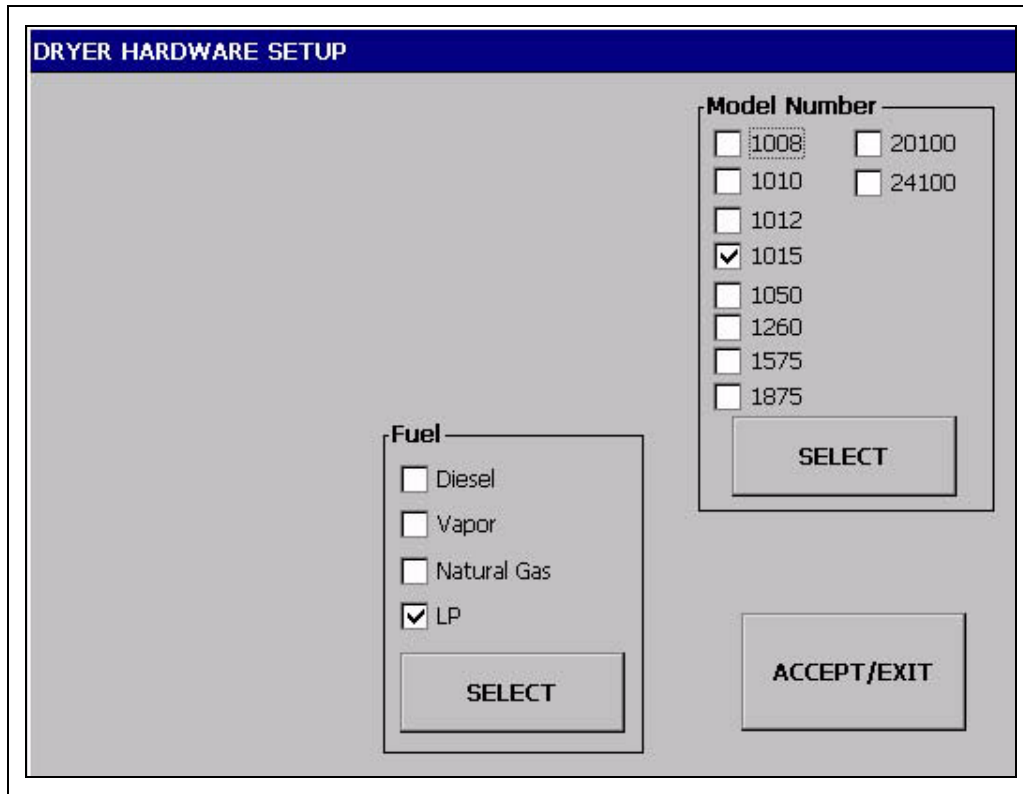 DRYER HARDWARE SETUP
Model Number
1008 20100
1010 24100
1012
1015
1050
1260
1575
1875
SELECT
Fuel
Diesel
Vapor
Natural Gas
LP
SELECT
ACCEPT/EXIT